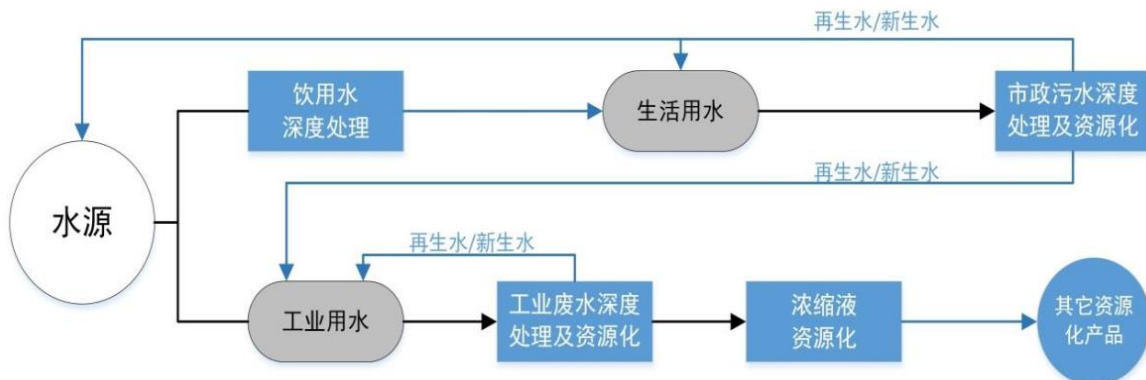 再生水/新生水
饮用水
深度处理
生活用水
市政污水深度
处理及资源化
再生水/新生水
水源
再生水/新生水
工业用水
工业废水深度
处理及资源化
浓缩液
资源化
其它资源
化产品